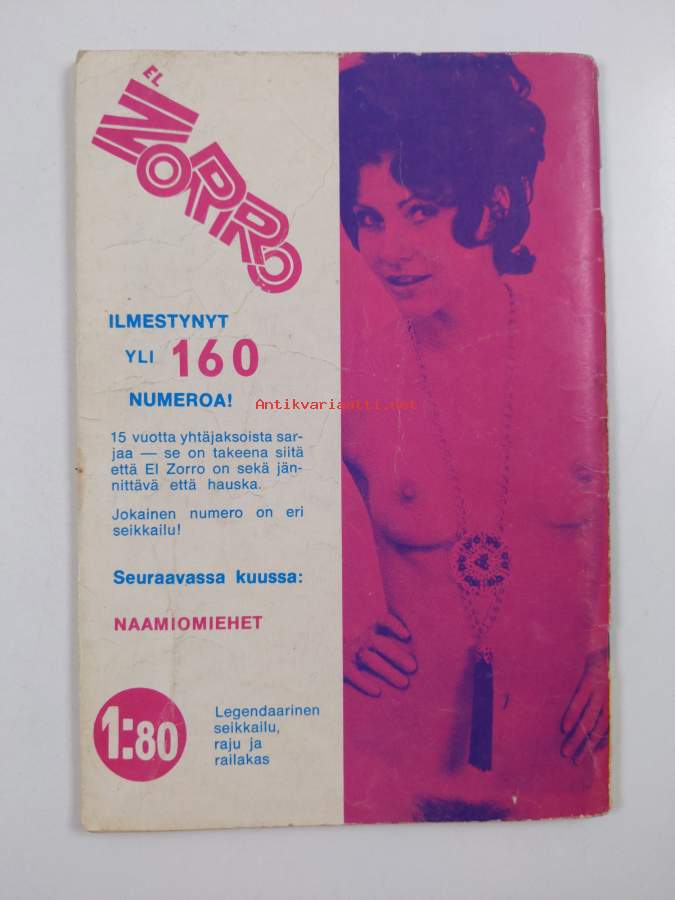 EL
ZORRO
ILMESTYNYT
YLI 160
NUMEROA!
Antikvariaatti.net
15 vuotta yhtäjaksoista sar-
jaa — se on takeena siitä
että El Zorro on sekä jän-
nittävä että hauska.
Jokainen numero on eri
seikkailu!
Seuraavassa kuussa:
NAAMIOMIEHET
1:80
Legendaarinen
seikkailu,
raju ja
railakas